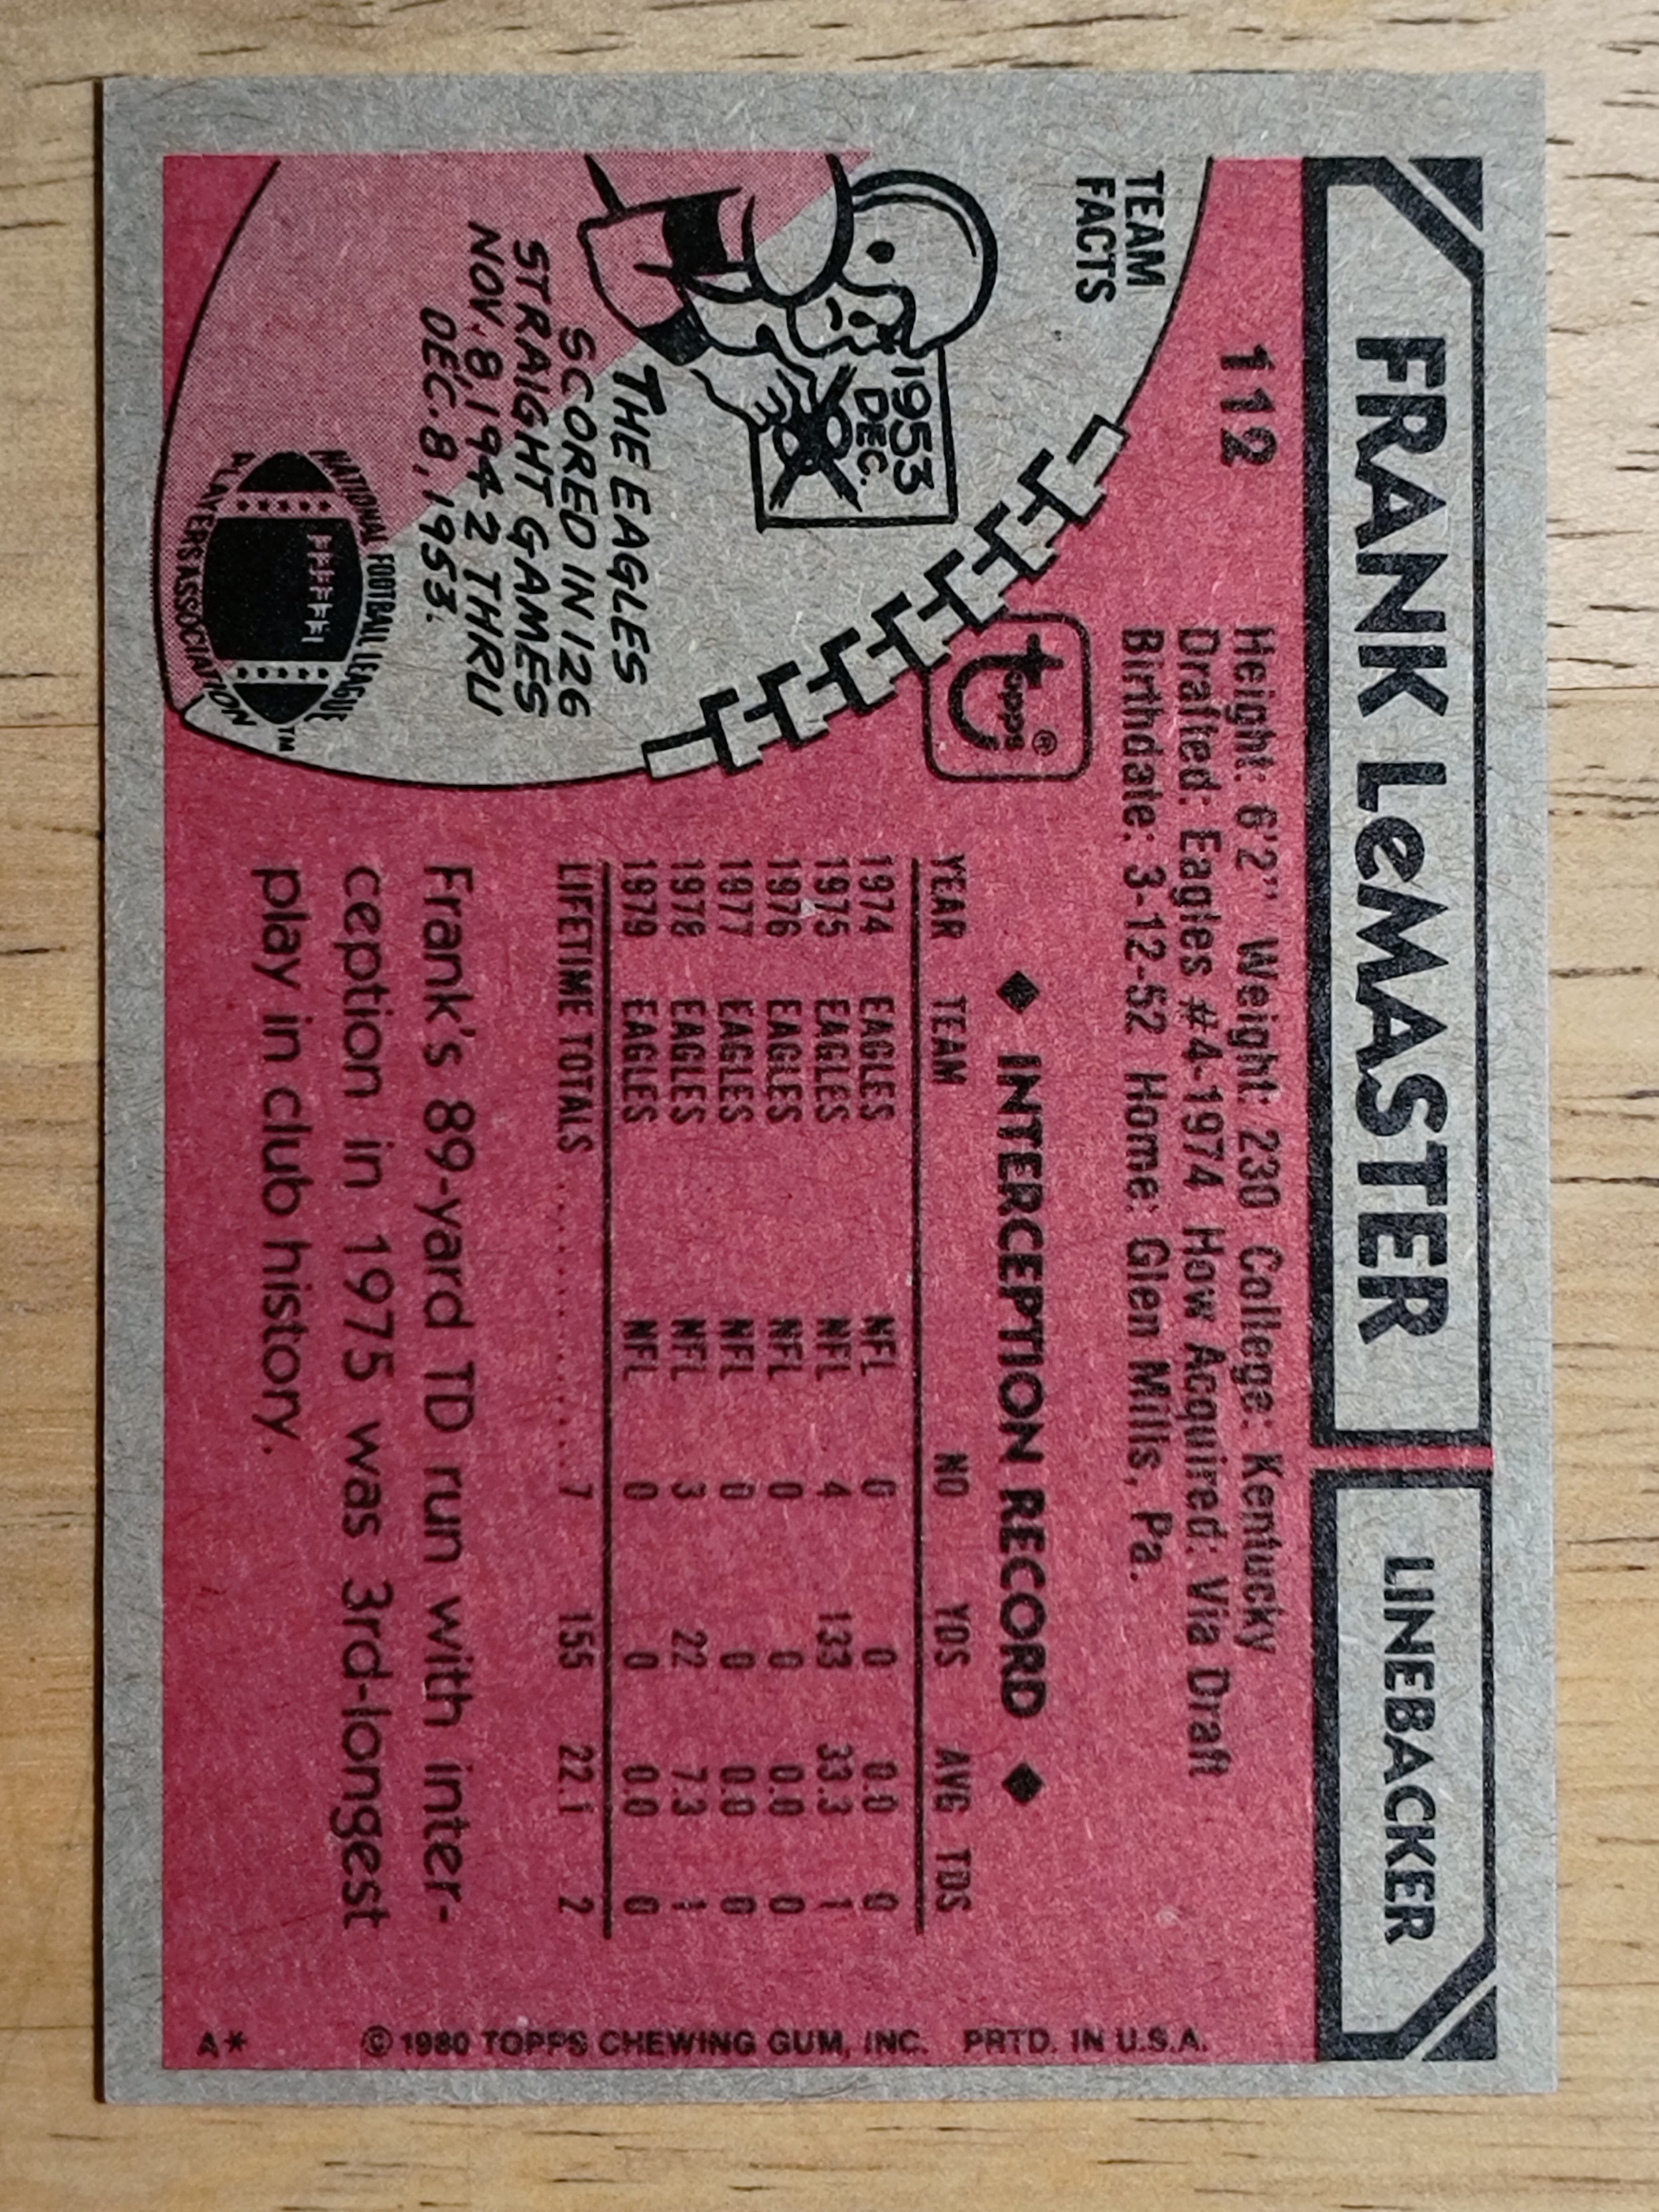 FRANK LeMASTER
LINEBACKER
112
Height: 6'2" Weight: 230 College: Kentucky
Drafted: Eagles #4-1974 How Acquired: Via Draft
Birthdate: 3-12-52 Home: Glen Mills, Pa.
TEAM
FACTS
topps®
1953
DEC.
8
THE EAGLES
SCORED IN 126
STRAIGHT GAMES
NOV. 8, 1942 THRU
DEC. 8, 1953.
NATIONAL FOOTBALL LEAGUE
PLAYERS ASSOCIATION
TM
◆ INTERCEPTION RECORD ◆
YEAR TEAM NO YDS AVG TDS
1974 EAGLES NFL 0 0 0.0 0
1975 EAGLES NFL 4 133 33.3 1
1976 EAGLES NFL 0 0 0.0 0
1977 EAGLES NFL 0 0 0.0 0
1978 EAGLES NFL 3 22 7.3 1
1979 EAGLES NFL 0 0 0.0 0
LIFETIME TOTALS .......... 7 155 22.1 2
Frank's 89-yard TD run with inter-
ception in 1975 was 3rd-longest
play in club history.
A* © 1980 TOPPS CHEWING GUM, INC. PRTD. IN U.S.A.